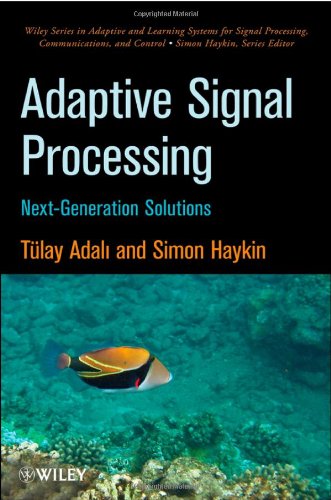 Wiley Series in Adaptive and Learning Systems for Signal Processing,
Communications, and Control • Simon Haykin, Series Editor
Adaptive Signal
Processing
Next-Generation Solutions
Tülay Adalı and Simon Haykin
WILEY